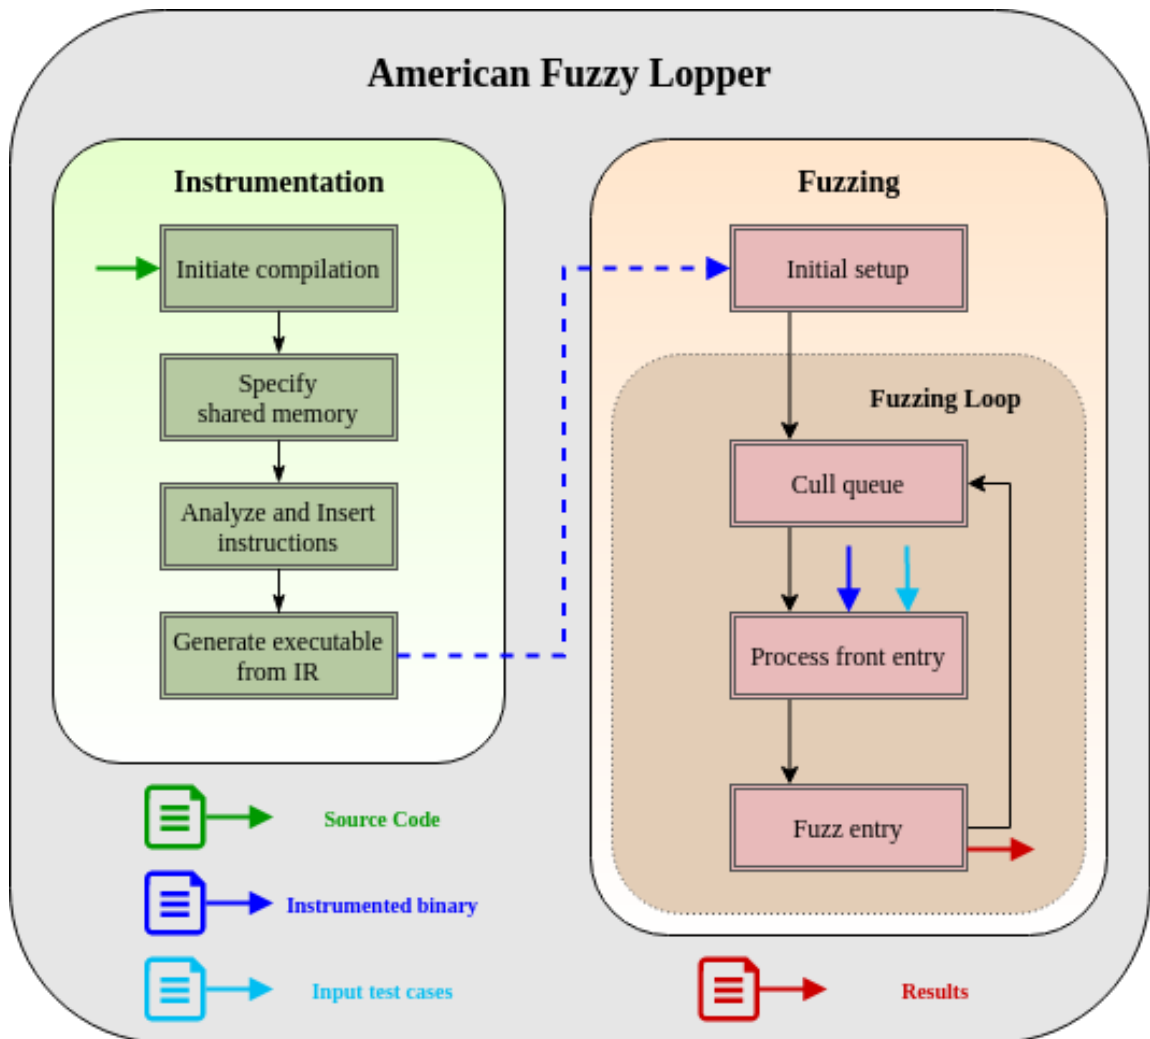 American Fuzzy Lopper
Instrumentation
Initiate compilation
Specify
shared memory
Analyze and Insert
instructions
Generate executable
from IR
Fuzzing
Initial setup
Fuzzing Loop
Cull queue
Process front entry
Fuzz entry
Source Code
Instrumented binary
Input test cases
Results